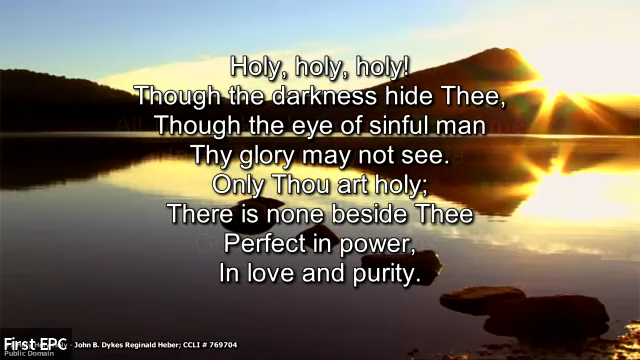 Holy, holy, holy!
Though the darkness hide Thee,
Though the eye of sinful man
Thy glory may not see.
Only Thou art holy;
There is none beside Thee
Perfect in power,
In love and purity.
First EPC - John B. Dykes Reginald Heber; CCLI # 769704
Public Domain